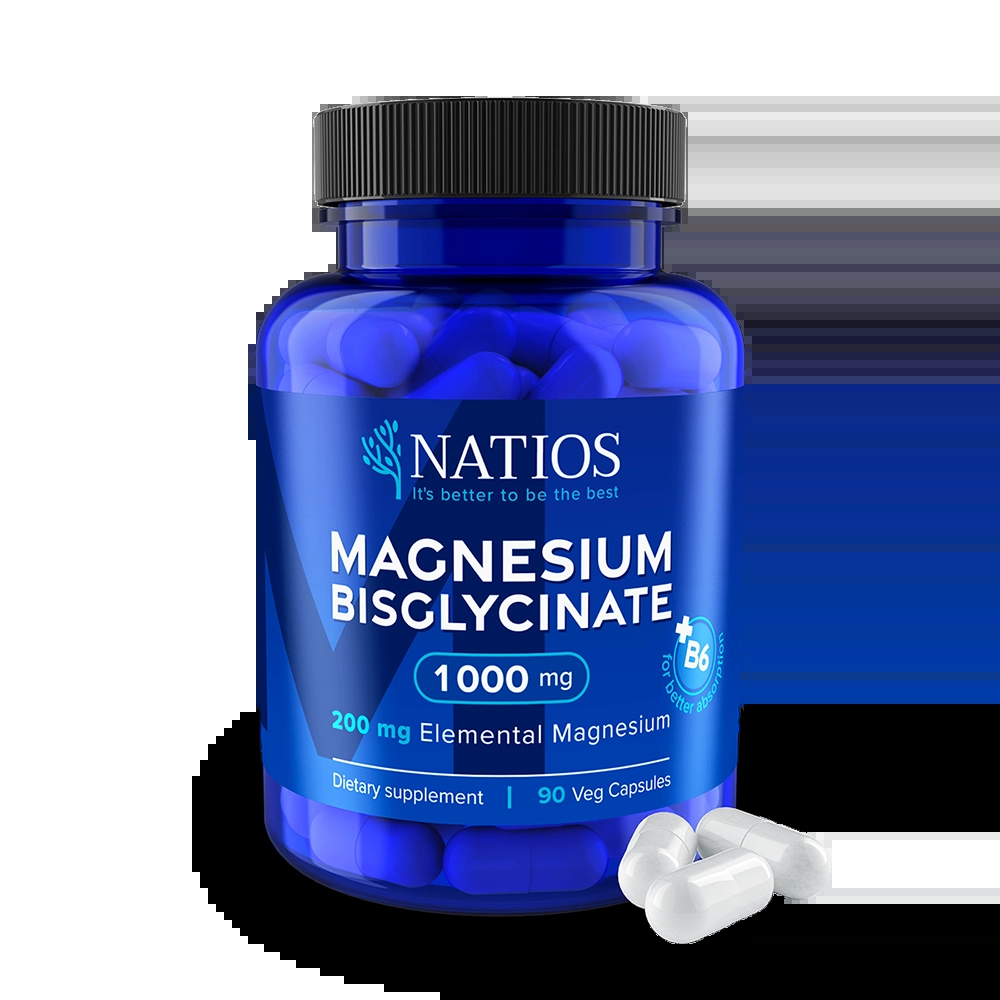 NATIOS
It's better to be the best
MAGNESIUM
BISGLYCINATE
1000 mg
+B6
for better absorption
200 mg Elemental Magnesium
Dietary supplement | 90 Veg Capsules